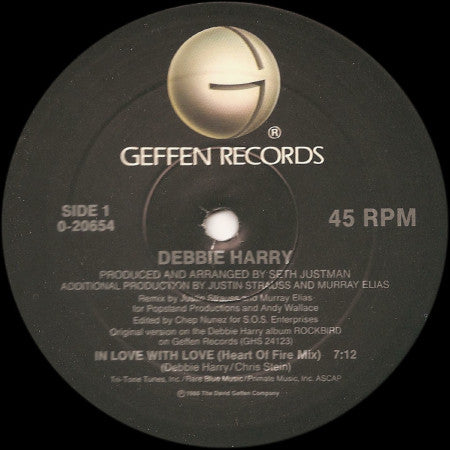 ®
GEFFEN RECORDS
SIDE 1
0-20654
45 RPM
DEBBIE HARRY
PRODUCED AND ARRANGED BY SETH JUSTMAN
ADDITIONAL PRODUCTION BY JUSTIN STRAUSS AND MURRAY ELIAS
Remix by Justin Strauss and Murray Elias
for Popstand Productions and Andy Wallace
Edited by Chep Nunez for S.O.S. Enterprises
Original version on the Debbie Harry album ROCKBIRD
on Geffen Records (GHS 24123)
IN LOVE WITH LOVE (Heart Of Fire Mix) 7:12
(Debbie Harry/Chris Stein)
Tri-Tone Tunes, Inc./Rare Blue Music/Primate Music, Inc. ASCAP
1986 The David Geffen Company